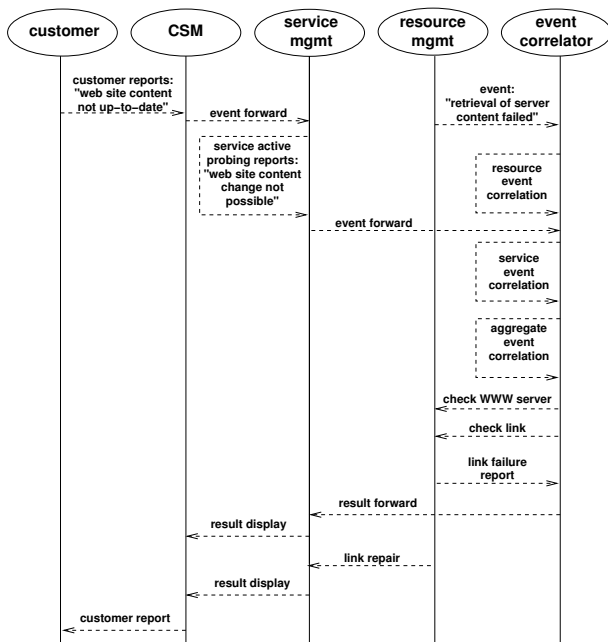 customer
CSM
service
mgmt
resource
mgmt
event
correlator
customer reports:
"web site content
not up−to−date"
event forward
event:
"retrieval of server
content failed"
service active
probing reports:
"web site content
change not
possible"
resource
event
correlation
event forward
service
event
correlation
aggregate
event
correlation
check WWW server
check link
link failure
report
result forward
result display
link repair
result display
customer report